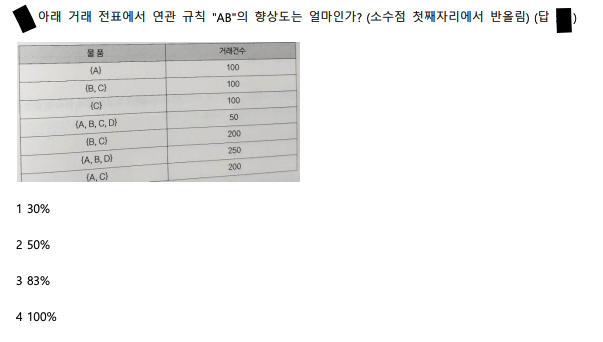 아래 거래 전표에서 연관 규칙 "AB"의 향상도는 얼마인가? (소수점 첫째자리에서 반올림) (답 )
물 품 거래건수
{A} 100
{B, C} 100
{C} 100
{A, B, C, D} 50
{B, C} 200
{A, B, D} 250
{A, C} 200
1 30%
2 50%
3 83%
4 100%